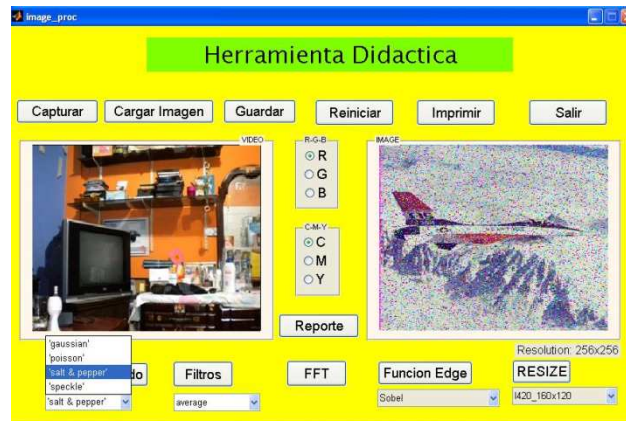 image_proc
Herramienta Didactica
Capturar Cargar Imagen Guardar Reiniciar Imprimir Salir
VIDEO R-G-B IMAGE
R
G
B
C-M-Y
C
M
Y
Reporte
'gaussian'
'poisson'
'salt & pepper'
'speckle'
Resolution: 256x256
do Filtros FFT Funcion Edge RESIZE
'salt & pepper' average Sobel I420_160x120